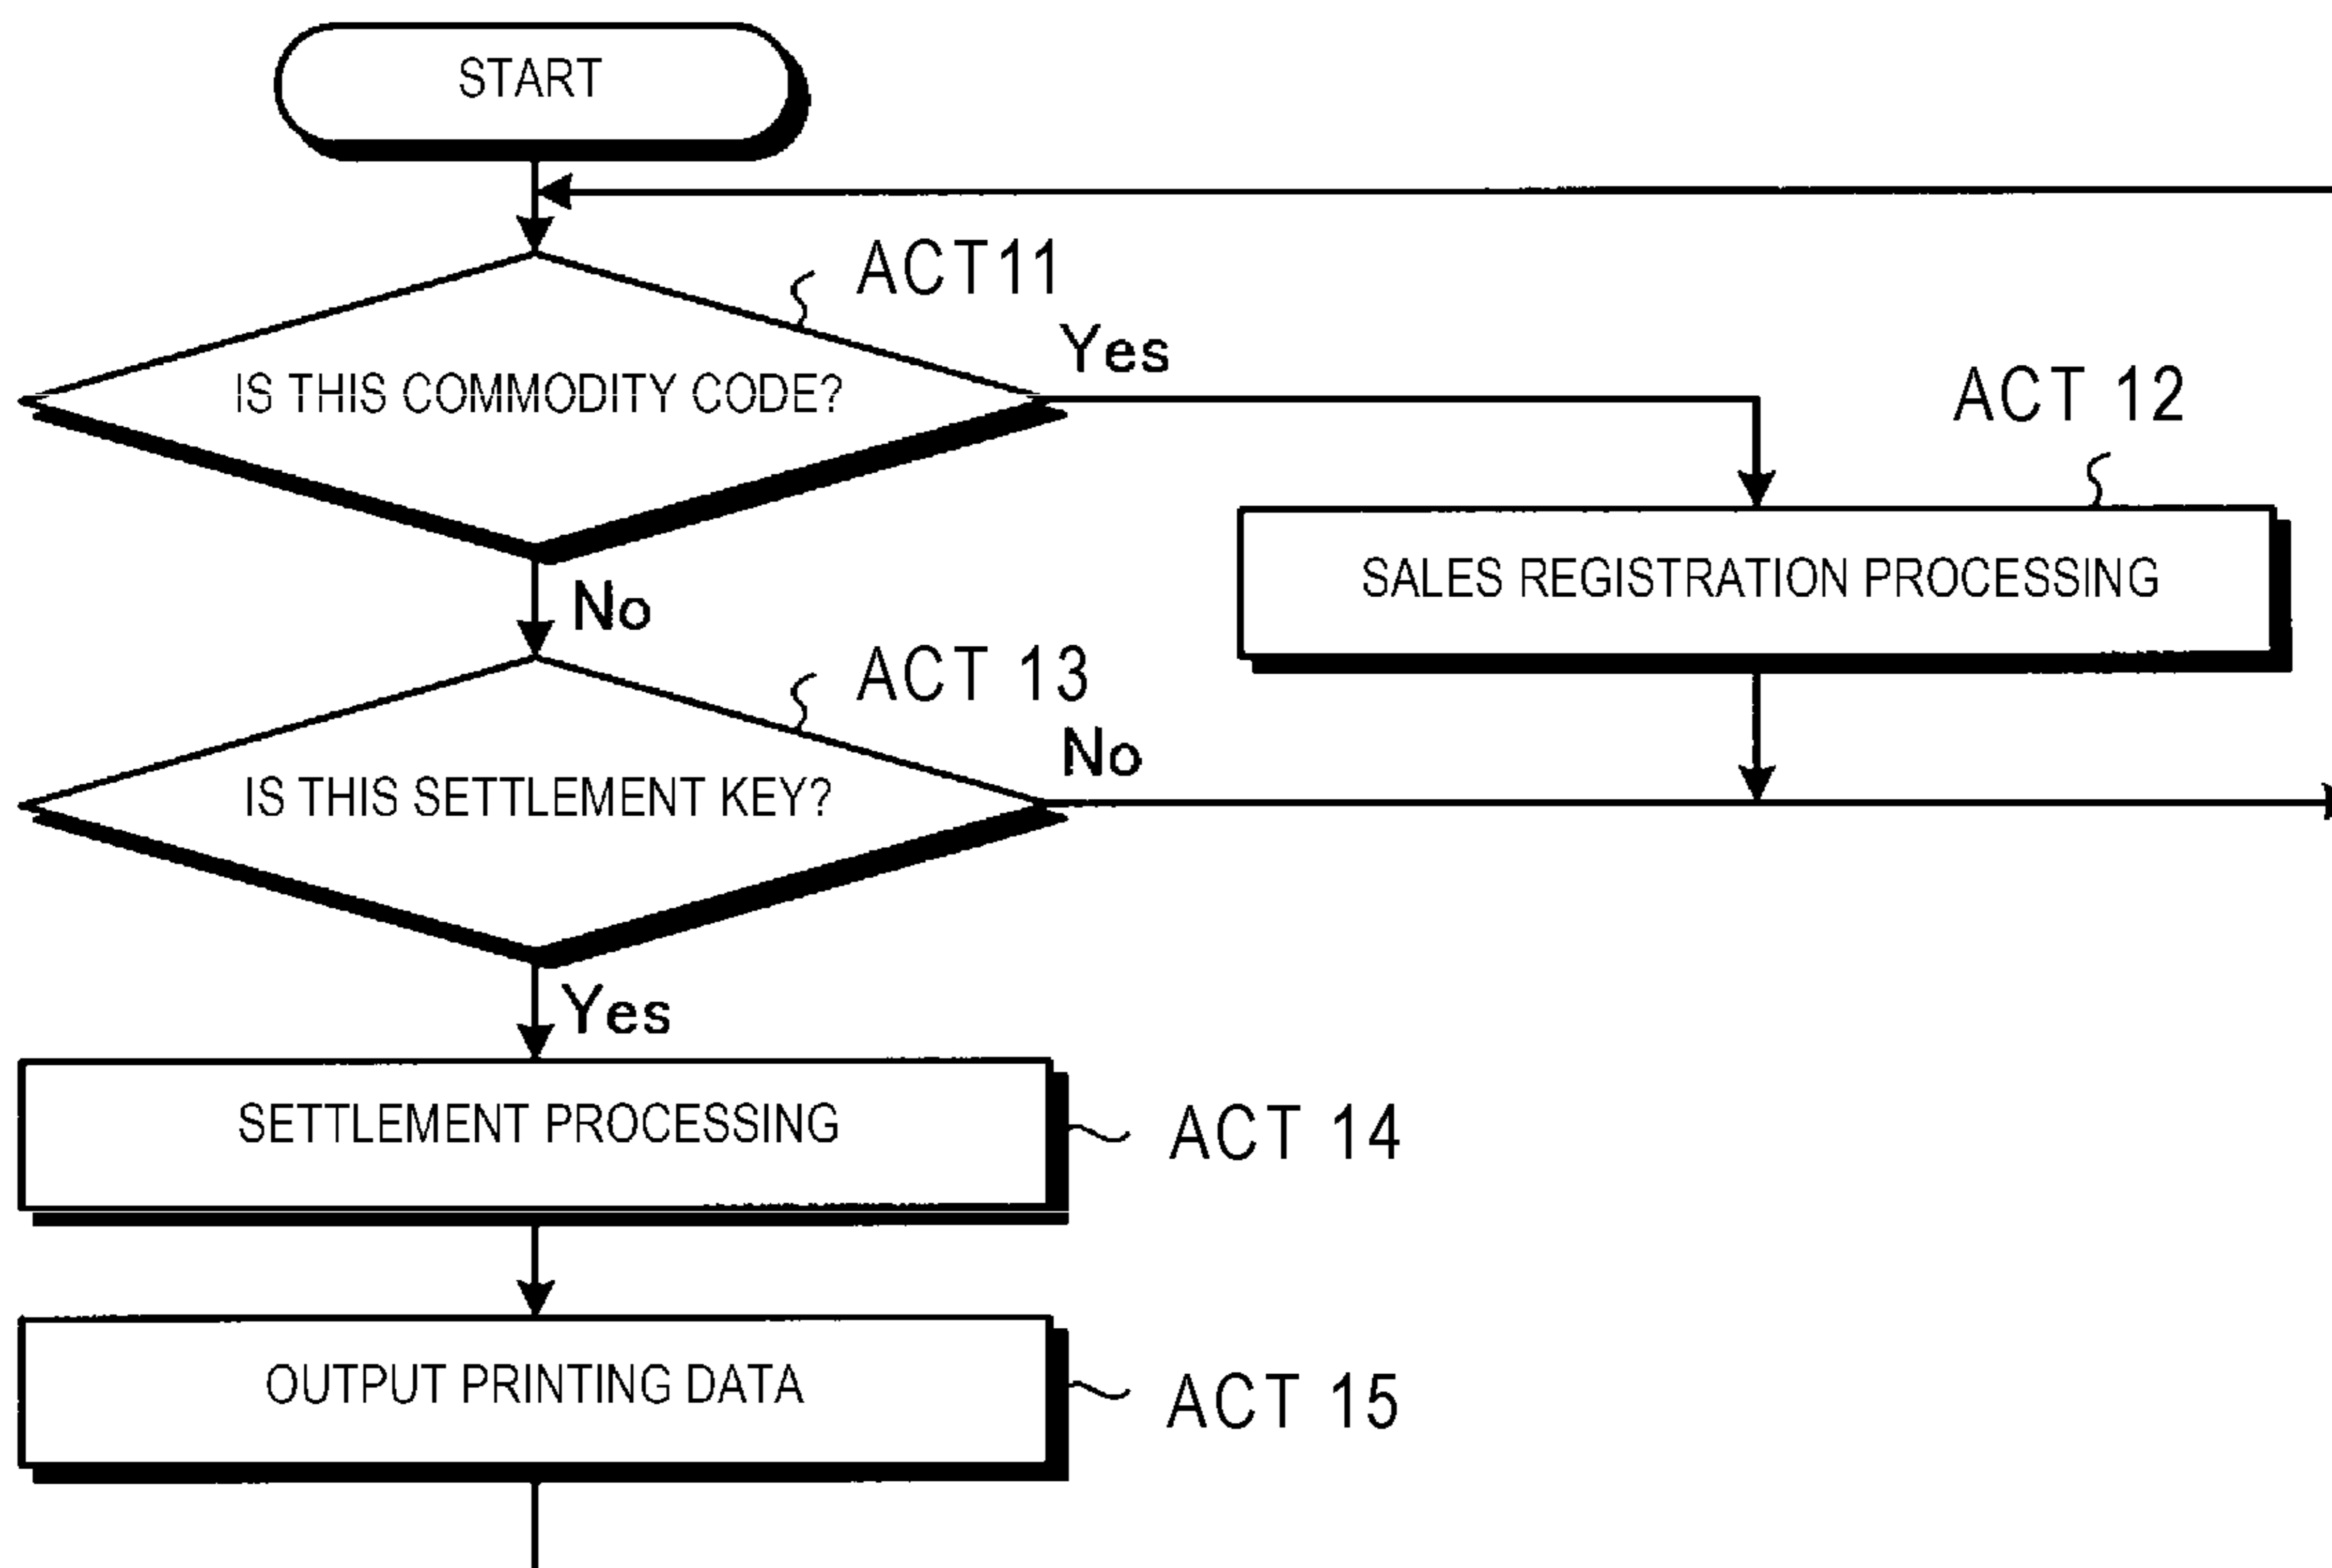 START
ACT11
Yes
IS THIS COMMODITY CODE?
ACT 12
SALES REGISTRATION PROCESSING
No
ACT 13
No
IS THIS SETTLEMENT KEY?
Yes
SETTLEMENT PROCESSING
ACT 14
OUTPUT PRINTING DATA
ACT 15